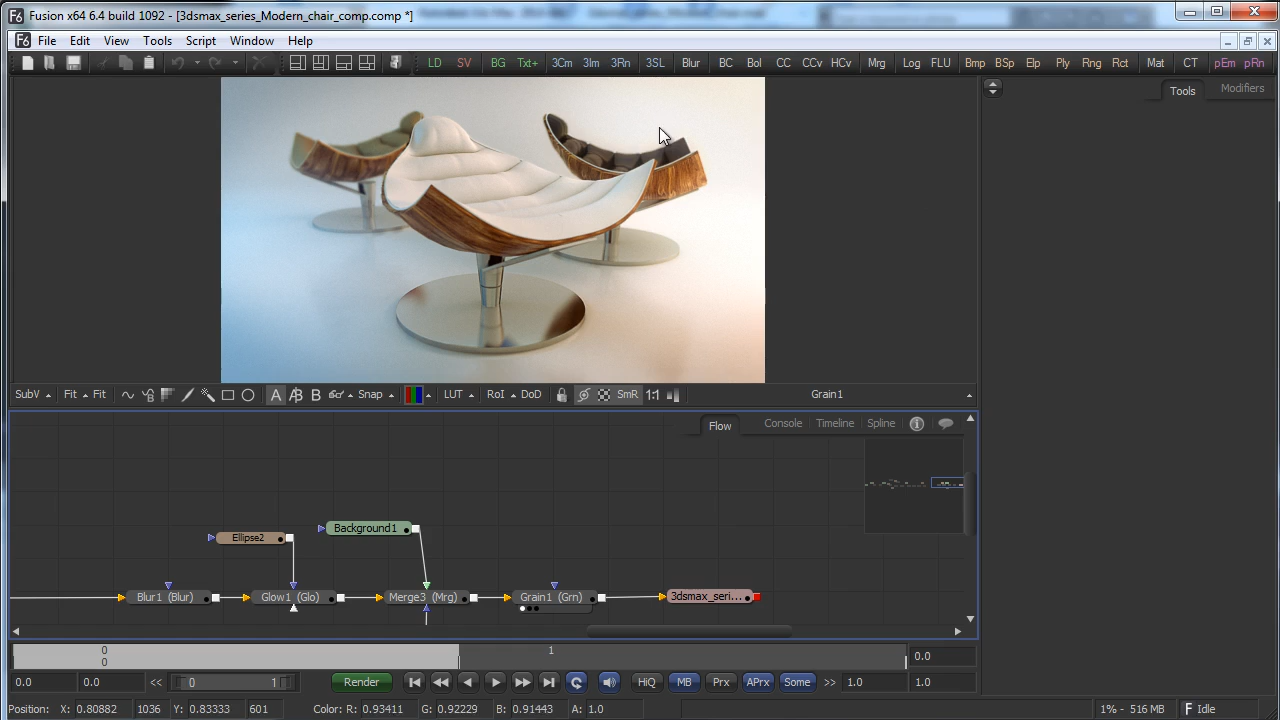 Fusion x64 6.4 build 1092 - [3dsmax_series_Modern_chair_comp.comp *]
File Edit View Tools Script Window Help
LD SV BG Txt+ 3Cm 3Im 3Rn 3SL Blur BC Bol CC CCv HCv Mrg Log FLU Bmp BSp Elp Ply Rng Rct Mat CT pEm pRn
Tools Modifiers
SubV Fit Fit A A/B B Snap LUT RoI DoD SmR 1:1 Grain1
Flow Console Timeline Spline
Background1
Ellipse2
Blur1 (Blur) Glow1 (Glo) Merge3 (Mrg) Grain1 (Grn) 3dsmax_seri...
0 1
0 0.0
0.0 0.0 << 0 1 Render HiQ MB Prx APrx Some >> 1.0 1.0
Position: X: 0.80882 1036 Y: 0.83333 601 Color: R: 0.93411 G: 0.92229 B: 0.91443 A: 1.0 1% - 516 MB Idle